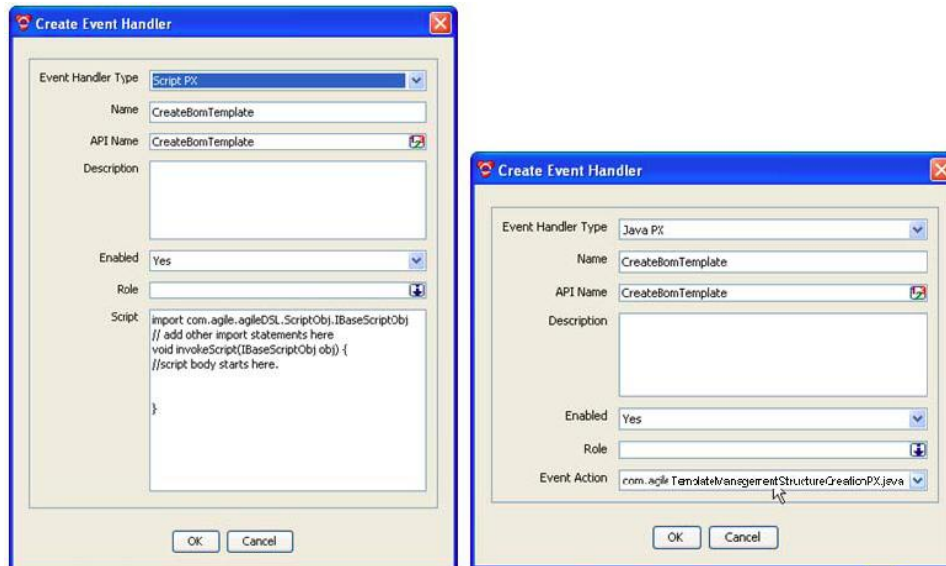 Create Event Handler
Event Handler Type Script PX
Name CreateBomTemplate
API Name CreateBomTemplate
Description
Enabled Yes
Role
Script import com.agile.agileDSL.ScriptObj.IBaseScriptObj
// add other import statements here
void invokeScript(IBaseScriptObj obj) {
//script body starts here.
}
OK Cancel
Create Event Handler
Event Handler Type Java PX
Name CreateBomTemplate
API Name CreateBomTemplate
Description
Enabled Yes
Role
Event Action com.agile TemplateManagementStructureCreationPX.java
OK Cancel